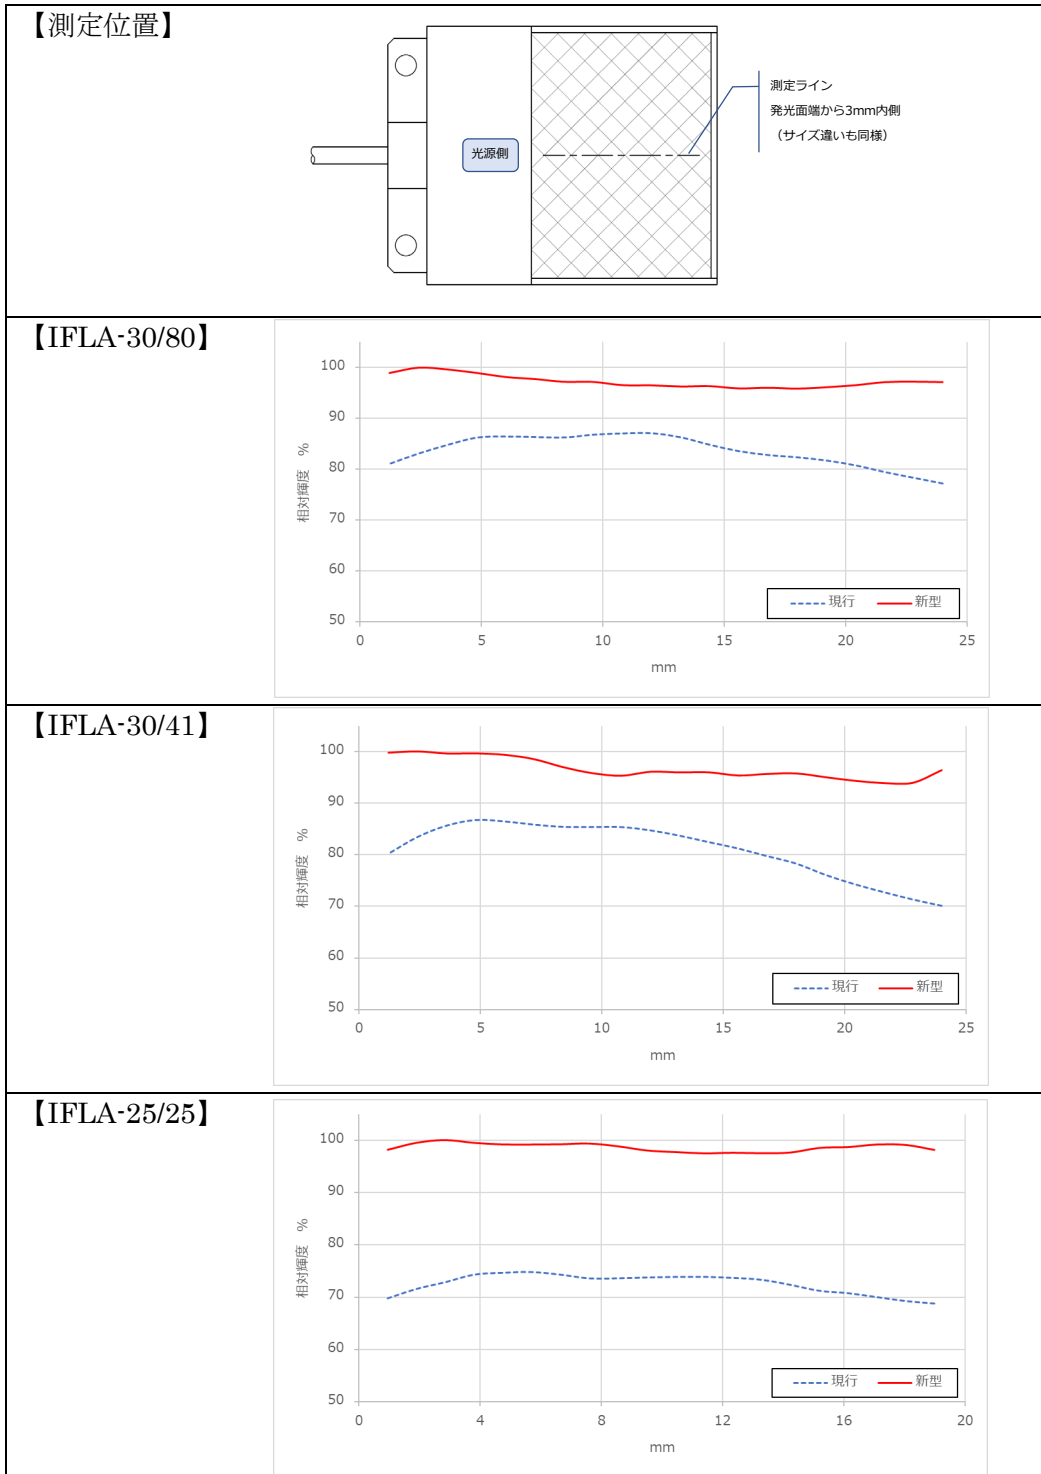 【測定位置】
測定ライン
発光面端から3mm内側
(サイズ違いも同様)
光源側
【IFLA-30/80】
100
90
80
70
60
50
相対輝度 %
0 5 10 15 20 25
mm
現行 新型
【IFLA-30/41】
100
90
80
70
60
50
相対輝度 %
0 5 10 15 20 25
mm
現行 新型
【IFLA-25/25】
100
90
80
70
60
50
相対輝度 %
0 4 8 12 16 20
mm
現行 新型